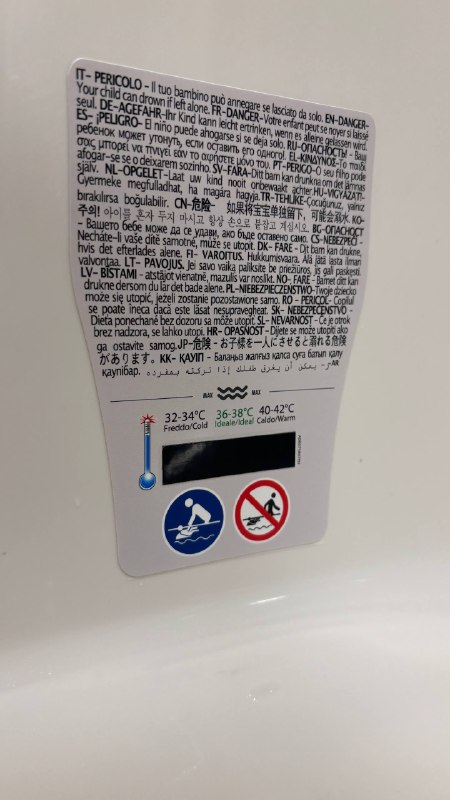 IT- PERICOLO - Il tuo bambino può annegare se lasciato da solo. EN-DANGER-
Your child can drown if left alone. FR-DANGER-Votre enfant peut se noyer si laissé
seul. DE-AGEFAHR-Ihr Kind kann leicht ertrinken, wenn es alleine gelassen wird.
ES- ¡PELIGRO- El niño puede ahogarse si se deja solo. RU-ОПАСНОСТЬ! - Ваш
ребенок может утонуть, если оставить его одного!. EL-ΚΙΝΔΥΝΟΣ-Το παιδί
σας μπορεί να πνιγεί εάν το αφήσετε μόνο του. PT-PERIGO-O seu filho pode
afogar-se se o deixarem sozinho. SV-FARA-Ditt barn kan drunkna om det lämnas
själv. NL-OPGELET-Laat uw kind nooit onbewaakt achter. HU-VIGYÁZAT!-
Gyermeke megfulladhat, ha magára hagyja. TR-TEHLİKE-Çocuğunuz, yalnız
bırakılırsa boğulabilir. CN-危险- 如果将宝宝单独留下，可能会溺水. KO-
주의! 아이를 혼자 두지 마시고 항상 손으로 붙잡고 계십시오. BG-ОПАСНОСТ
- Вашето бебе може да се удави, ако бъде оставено само. CS-NEBEZPEČÍ -
Necháte-li vaše dítě samotné, může se utopit. DK- FARE - Dit barn kan drukne,
hvis det efterlades alene. FI- VAROITUS. Hukkumisvaara. Älä jätä lasta ilman
valvontaa. LT- PAVOJUS. Jei savo vaiką paliksite be priežiūros, jis gali paskęsti.
LV- BĪSTAMI - atstājot vienatnē, mazulis var noslīkt. NO- FARE - Barnet ditt kan
drukne dersom du lar det bade alene. PL-NIEBEZPIECZEŃSTWO-Twoje dziecko
może się utopić, jeżeli zostanie pozostawione samo. RO - PERICOL- Copilul
se poate îneca dacă este lăsat nesupravegheat. SK- NEBEZPEČENSTVO -
Dieťa ponechané bez dozoru sa môže utopiť. SL- NEVARNOST - Če je otrok
brez nadzora, se lahko utopi. HR- OPASNOST - Dijete se može utopiti ako
ga ostavite samog. JP-危険 - お子様を一人にさせると溺れる危険
があります。KK- ҚАУІП - Балаңыз жалғыз қалса суға батып қалу
қаупі бар. AR- خطر - يمكن أن يغرق طفلك إذا تركته بمفرده
MAX MAX
32-34°C 36-38°C 40-42°C
Freddo/Cold Ideale/Ideal Caldo/Warm